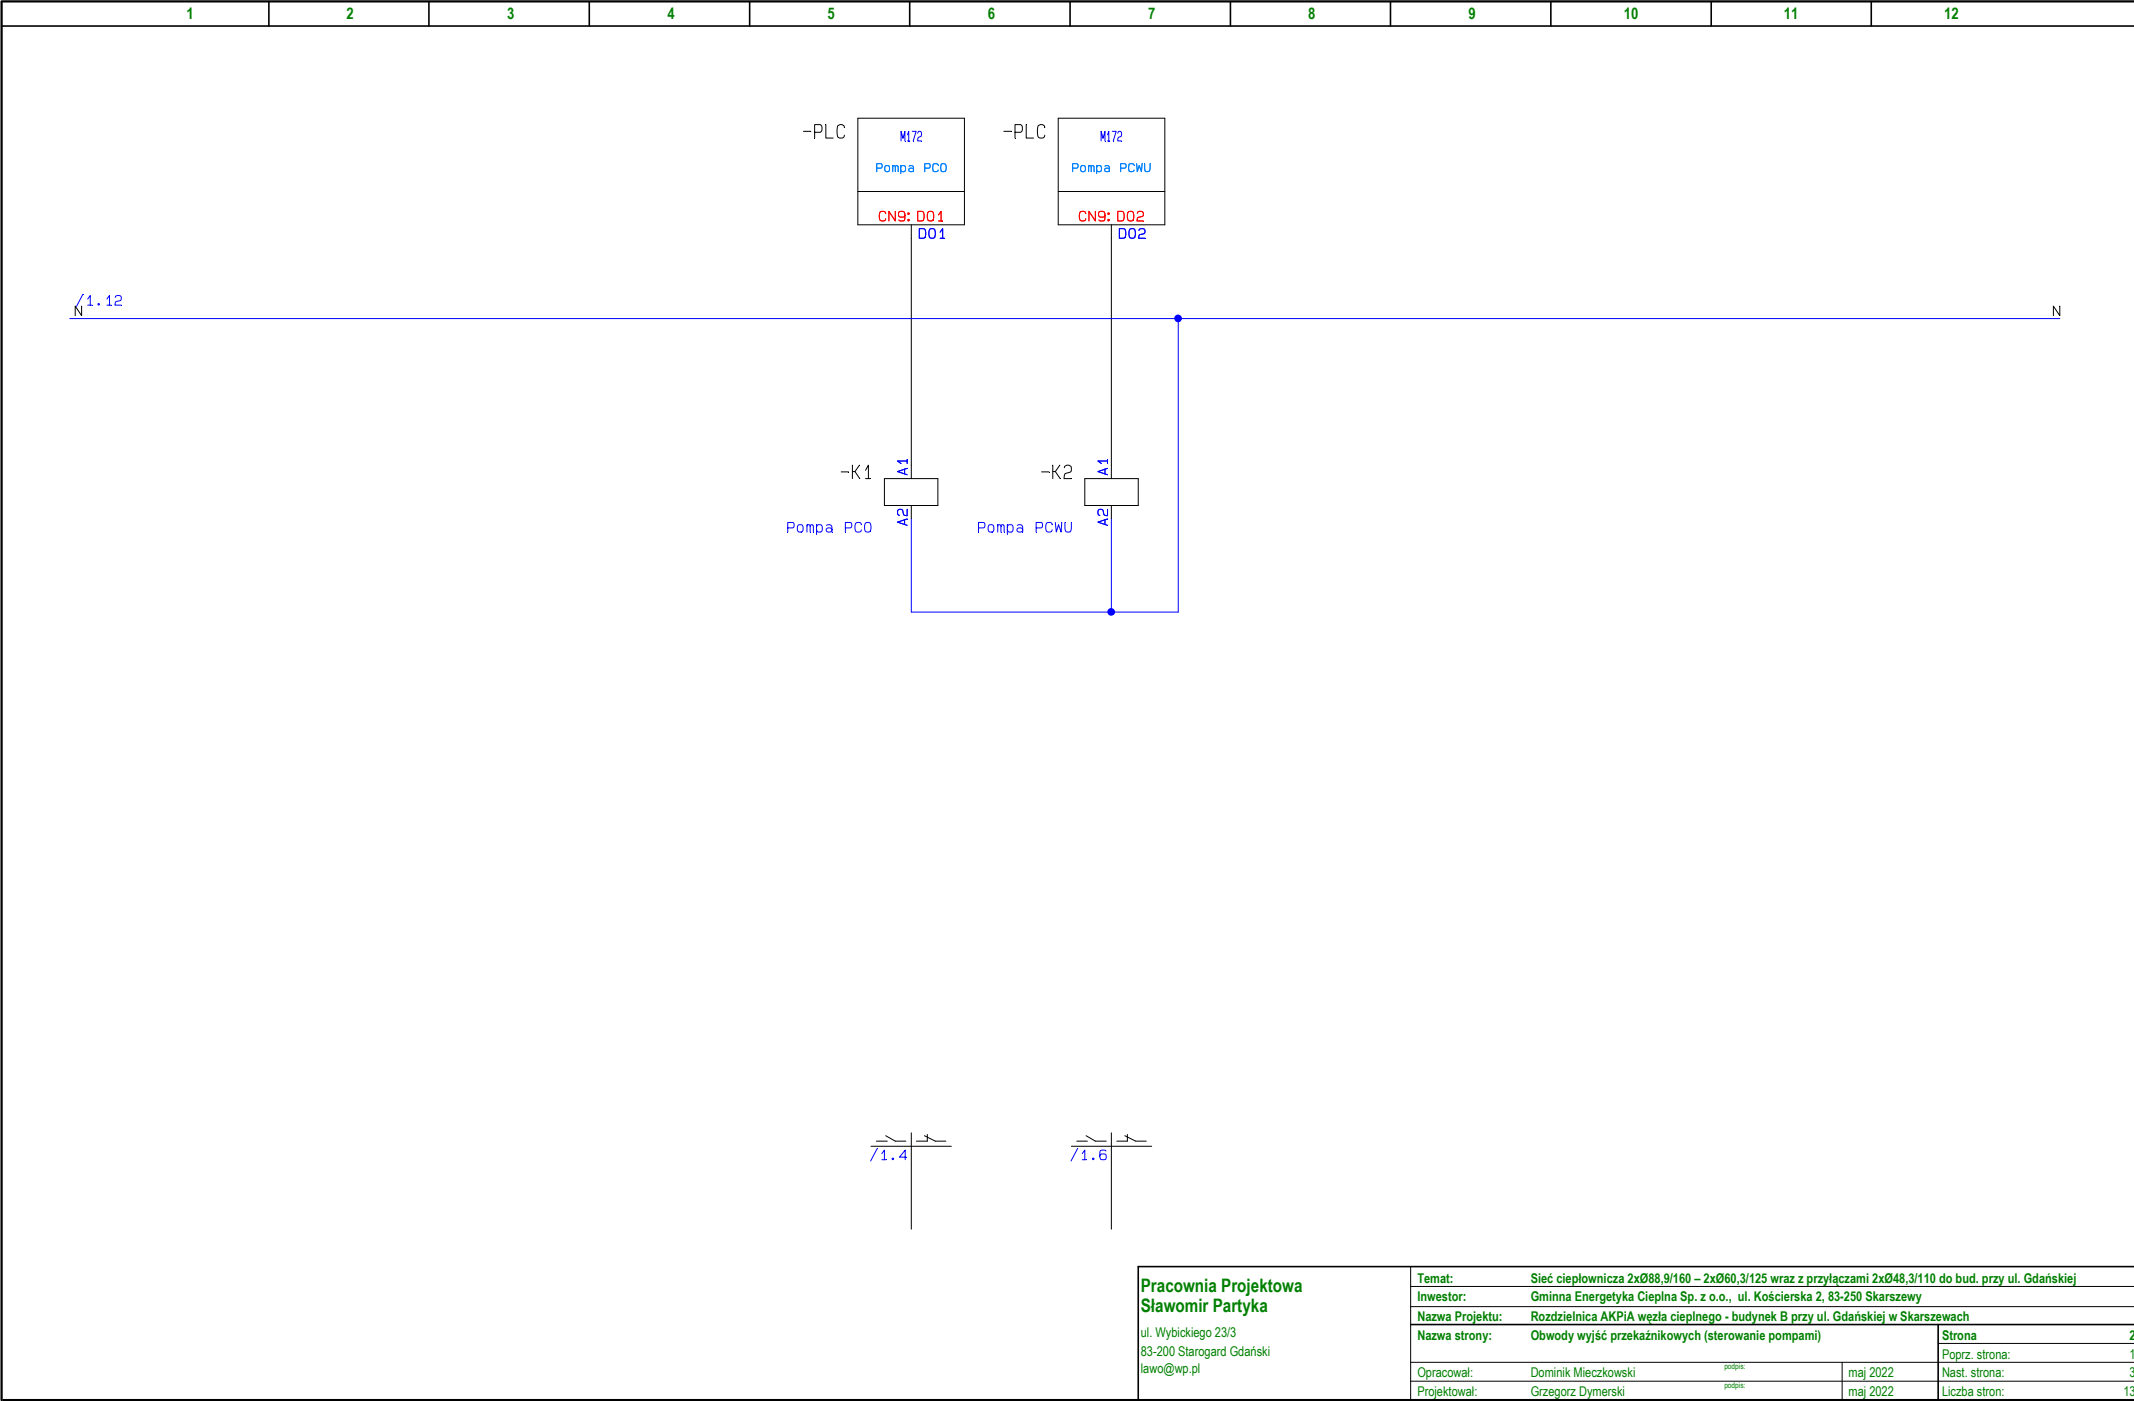 1 2 3 4 5 6 7 8 9 10 11 12
-PLC M172 -PLC M172
Pompa PCO Pompa PCWU
CN9: DO1 CN9: DO2
DO1 DO2
/1.12
N N
-K1 A1 -K2 A1
Pompa PCO A2 Pompa PCWU A2
/1.4 /1.6
Pracownia Projektowa
Sławomir Partyka
ul. Wybickiego 23/3
83-200 Starogard Gdański
lawo@wp.pl
Temat: Sieć ciepłownicza 2xØ88,9/160 – 2xØ60,3/125 wraz z przyłączami 2xØ48,3/110 do bud. przy ul. Gdańskiej
Inwestor: Gminna Energetyka Cieplna Sp. z o.o., ul. Kościerska 2, 83-250 Skarszewy
Nazwa Projektu: Rozdzielnica AKPiA węzła cieplnego - budynek B przy ul. Gdańskiej w Skarszewach
Nazwa strony: Obwody wyjść przekaźnikowych (sterowanie pompami) Strona 2
Poprz. strona: 1
Opracował: Dominik Mieczkowski podpis: maj 2022 Nast. strona: 3
Projektował: Grzegorz Dymerski podpis: maj 2022 Liczba stron: 13